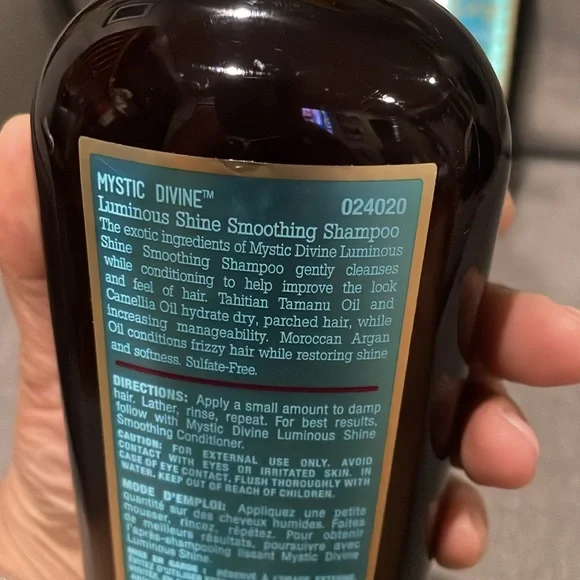 MYSTIC DIVINE™ 024020
Luminous Shine Smoothing Shampoo
The exotic ingredients of Mystic Divine Luminous
Shine Smoothing Shampoo gently cleanses
while conditioning to help improve the look
and feel of hair. Tahitian Tamanu Oil and
Camellia Oil hydrate dry, parched hair, while
increasing manageability. Moroccan Argan
Oil conditions frizzy hair while restoring shine
and softness. Sulfate-Free.
DIRECTIONS: Apply a small amount to damp
hair. Lather, rinse, repeat. For best results,
follow with Mystic Divine Luminous Shine
Smoothing Conditioner.
CAUTION: FOR EXTERNAL USE ONLY. AVOID
CONTACT WITH EYES OR IRRITATED SKIN. IN
CASE OF EYE CONTACT, FLUSH THOROUGHLY WITH
WATER. KEEP OUT OF REACH OF CHILDREN.
MODE D'EMPLOI: Appliquez une petite
quantité sur des cheveux humides. Faites
mousser, rincez, répétez. Pour obtenir
de meilleurs résultats, poursuivre avec
l'après-shampooing lissant Mystic Divine
Luminous Shine
MISE EN GARDE : RÉSERVÉ À L'USAGE EXTERNE